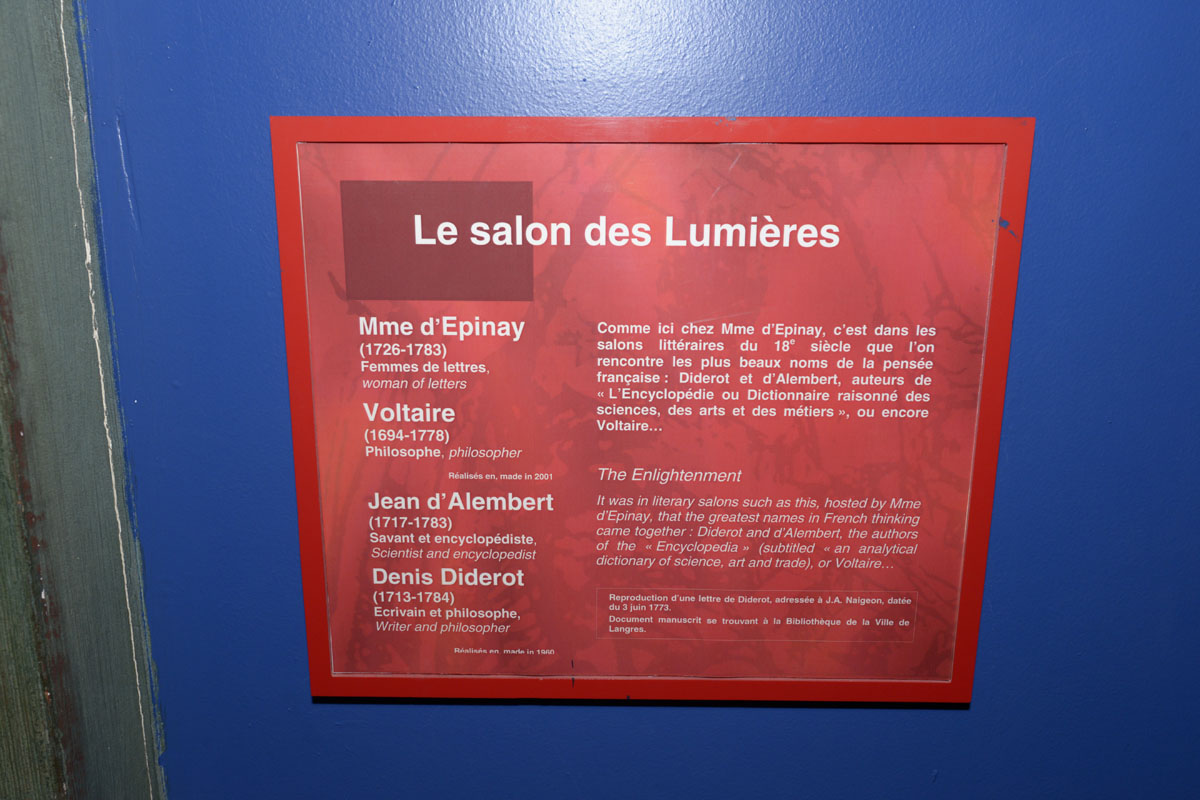 Le salon des Lumières
Mme d'Epinay
(1726-1783)
Femmes de lettres,
woman of letters
Voltaire
(1694-1778)
Philosophe, philosopher
Réalisés en, made in 2001
Jean d'Alembert
(1717-1783)
Savant et encyclopédiste,
Scientist and encyclopedist
Denis Diderot
(1713-1784)
Ecrivain et philosophe,
Writer and philosopher
Réalisés en, made in 1960
Comme ici chez Mme d'Epinay, c'est dans les
salons littéraires du 18e siècle que l'on
rencontre les plus beaux noms de la pensée
française : Diderot et d'Alembert, auteurs de
« L'Encyclopédie ou Dictionnaire raisonné des
sciences, des arts et des métiers », ou encore
Voltaire...
The Enlightenment
It was in literary salons such as this, hosted by Mme
d'Epinay, that the greatest names in French thinking
came together : Diderot and d'Alembert, the authors
of the « Encyclopedia » (subtitled « an analytical
dictionary of science, art and trade), or Voltaire...
Reproduction d'une lettre de Diderot, adressée à J.A. Naigeon, datée
du 3 juin 1773.
Document manuscrit se trouvant à la Bibliothèque de la Ville de
Langres.